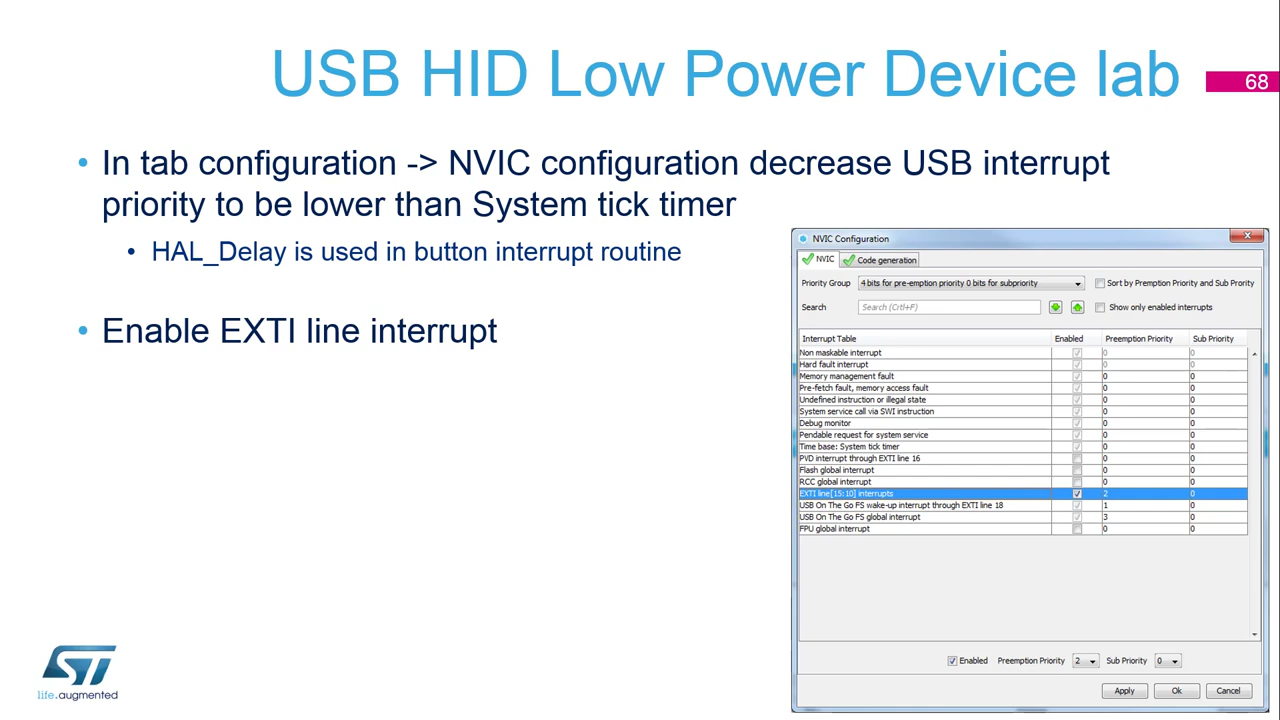 USB HID Low Power Device lab
68
• In tab configuration -> NVIC configuration decrease USB interrupt
priority to be lower than System tick timer
• HAL_Delay is used in button interrupt routine
• Enable EXTI line interrupt
NVIC Configuration
NVIC Code generation
Priority Group 4 bits for pre-emption priority 0 bits for subpriority Sort by Premption Priority and Sub Prority
Search Search (Crtl+F) Show only enabled interrupts
Interrupt Table Enabled Preemption Priority Sub Priority
Non maskable interrupt 0 0
Hard fault interrupt 0 0
Memory management fault 0 0
Pre-fetch fault, memory access fault 0 0
Undefined instruction or illegal state 0 0
System service call via SWI instruction 0 0
Debug monitor 0 0
Pendable request for system service 0 0
Time base: System tick timer 0 0
PVD interrupt through EXTI line 16 0 0
Flash global interrupt 0 0
RCC global interrupt 0 0
EXTI line[15:10] interrupts 2 0
USB On The Go FS wake-up interrupt through EXTI line 18 1 0
USB On The Go FS global interrupt 3 0
FPU global interrupt 0 0
Enabled Preemption Priority 2 Sub Priority 0
Apply Ok Cancel
ST
life.augmented